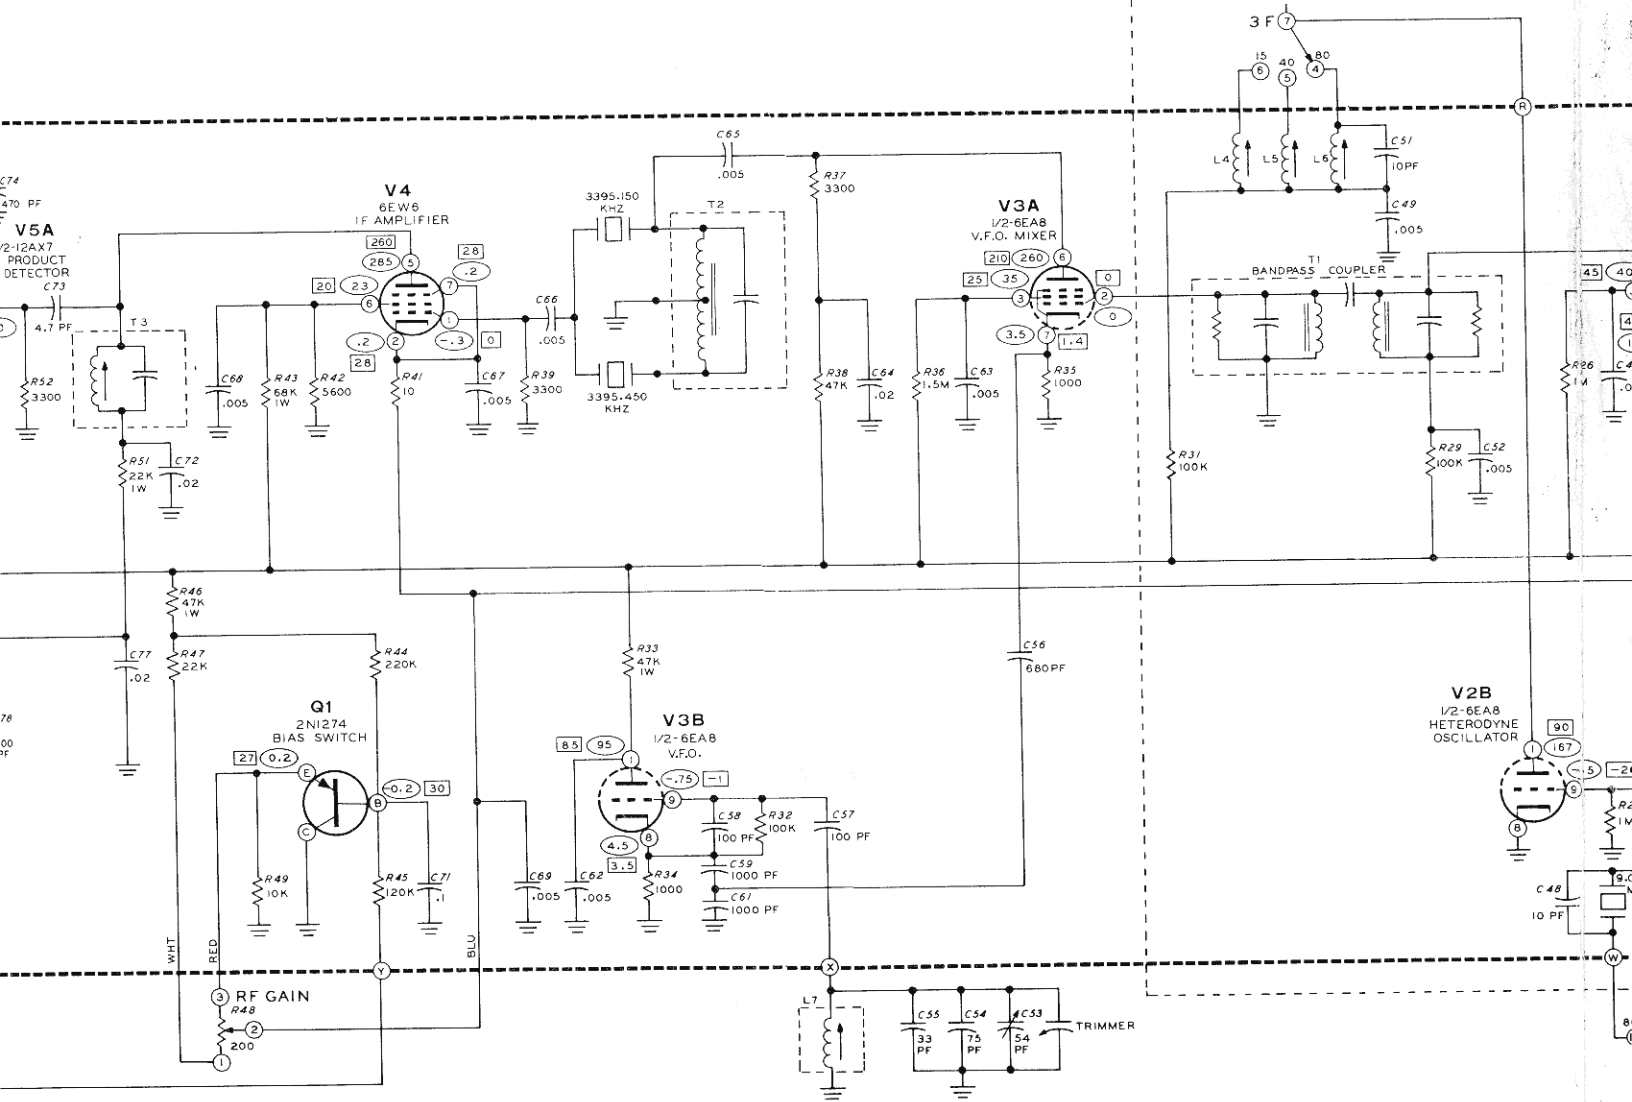 3 F 7
15
40
80
6
5
4
R
C65
.005
C51
10PF
L4
L5
L6
C74
470 PF
V4
6EW6
IF AMPLIFIER
3395.150
KHZ
T2
R37
3300
V3A
1/2-6EA8
V.F.O. MIXER
C49
.005
V5A
1/2-12AX7
PRODUCT
DETECTOR
C73
4.7 PF
T3
260
285
5
28
.2
7
20
23
6
1
-.3
0
.2
2
28
C66
.005
210
260
6
25
35
3
0
2
0
3.5
7
1.4
T1
BANDPASS COUPLER
45
R52
3300
C68
.005
R43
68K
1W
R42
5600
R41
10
C67
.005
R39
3300
3395.450
KHZ
R38
47K
C64
.02
R36
1.5M
C63
.005
R35
1000
R26
1M
R51
22K
1W
C72
.02
R31
100K
R29
100K
C52
.005
R46
47K
1W
R47
22K
R44
220K
C77
.02
R33
47K
1W
C56
680PF
Q1
2N1274
BIAS SWITCH
27
0.2
E
-0.2
30
B
C
V3B
1/2-6EA8
V.F.O.
85
95
1
-.75
-1
9
4.5
8
3.5
V2B
1/2-6EA8
HETERODYNE
OSCILLATOR
90
1
167
-.5
9
8
C58
100 PF
R32
100K
C57
100 PF
R49
10K
R45
120K
C71
.1
C69
.005
C62
.005
R34
1000
C59
1000 PF
C61
1000 PF
C48
10 PF
WHT
RED
BLU
Y
X
W
3 RF GAIN
R48
2
200
1
L7
C55
33
PF
C54
75
PF
C53
54
PF
TRIMMER